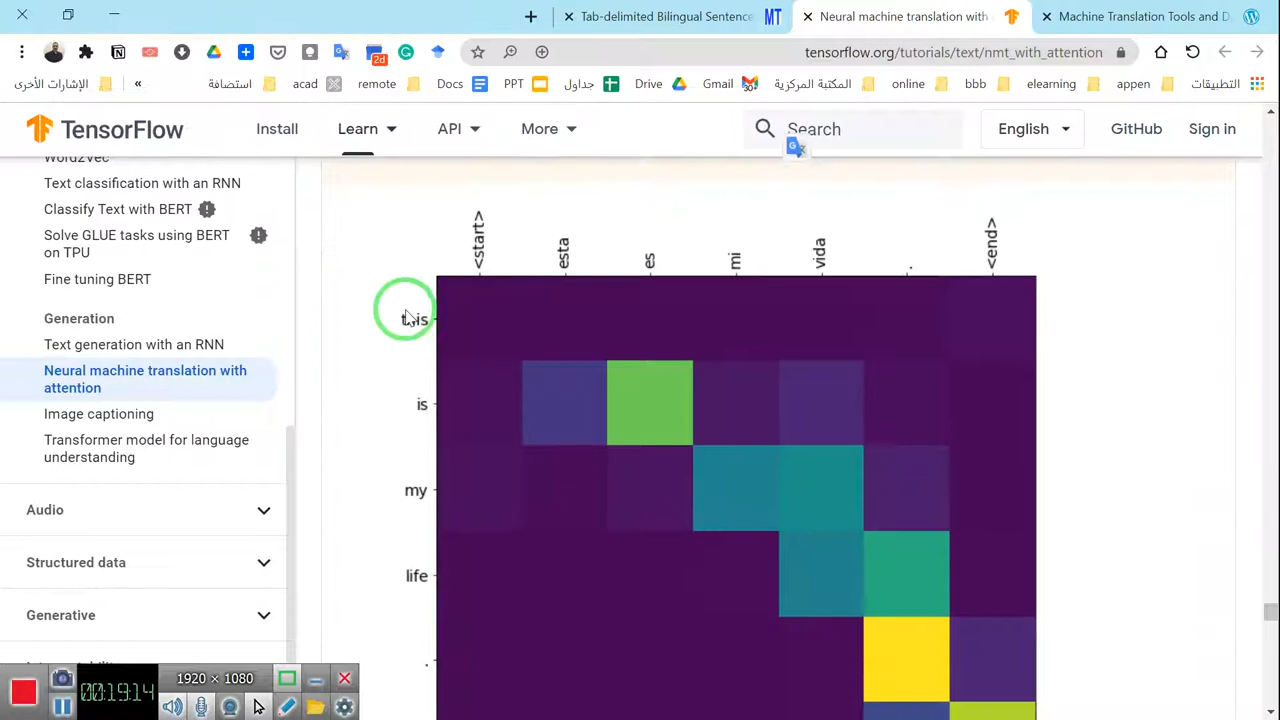 Tab-delimited Bilingual Sentence
MT
Neural machine translation with
Machine Translation Tools and D
2d
tensorflow.org/tutorials/text/nmt_with_attention
الإشارات الأخرى
»
استضافة
acad
remote
Docs
PPT
جداول
Drive
30
Gmail
المكتبة المركزية
online
bbb
elearning
appen
التطبيقات
TensorFlow
Install
Learn
API
More
Search
English
GitHub
Sign in
Word2Vec
Text classification with an RNN
Classify Text with BERT
Solve GLUE tasks using BERT
on TPU
Fine tuning BERT
Generation
Text generation with an RNN
Neural machine translation with
attention
Image captioning
Transformer model for language
understanding
Audio
Structured data
Generative
<start>
esta
es
mi
vida
.
<end>
this
is
my
life
.
1920 × 1080
00:19:14